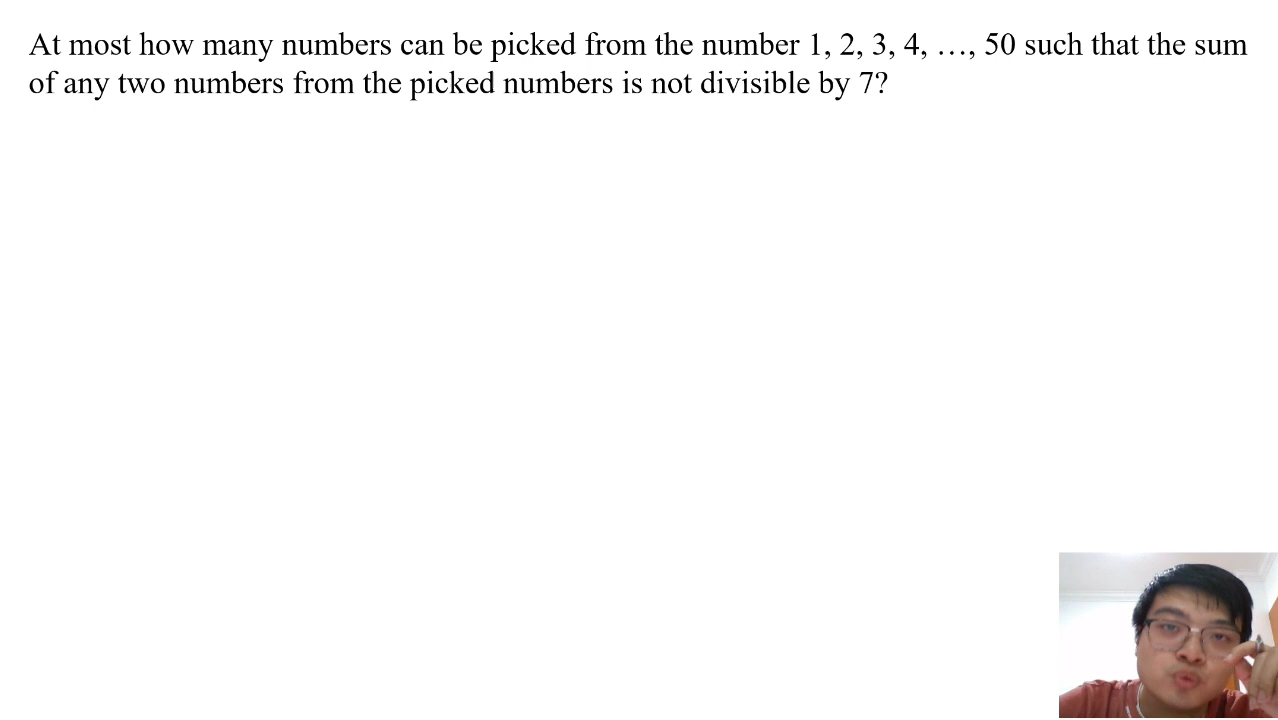 At most how many numbers can be picked from the number 1, 2, 3, 4, …, 50 such that the sum
of any two numbers from the picked numbers is not divisible by 7?